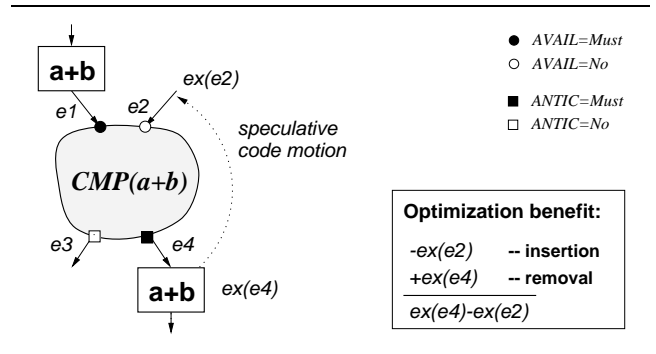 a+b
ex(e2)
e1
e2
speculative
code motion
CMP(a+b)
e3
e4
a+b
ex(e4)
AVAIL=Must
AVAIL=No
ANTIC=Must
ANTIC=No
Optimization benefit:
-ex(e2) -- insertion
+ex(e4) -- removal
ex(e4)-ex(e2)